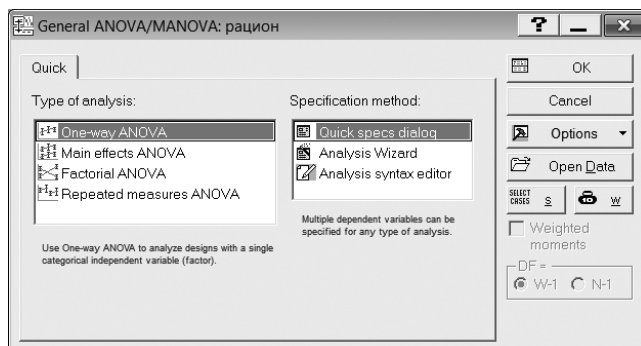 General ANOVA/MANOVA: рацион
Quick
Type of analysis:
One-way ANOVA
Main effects ANOVA
Factorial ANOVA
Repeated measures ANOVA
Use One-way ANOVA to analyze designs with a single
categorical independent variable (factor).
Specification method:
Quick specs dialog
Analysis Wizard
Analysis syntax editor
Multiple dependent variables can be
specified for any type of analysis.
OK
Cancel
Options
Open Data
SELECT
CASES S W
Weighted
moments
DF =
W-1 N-1